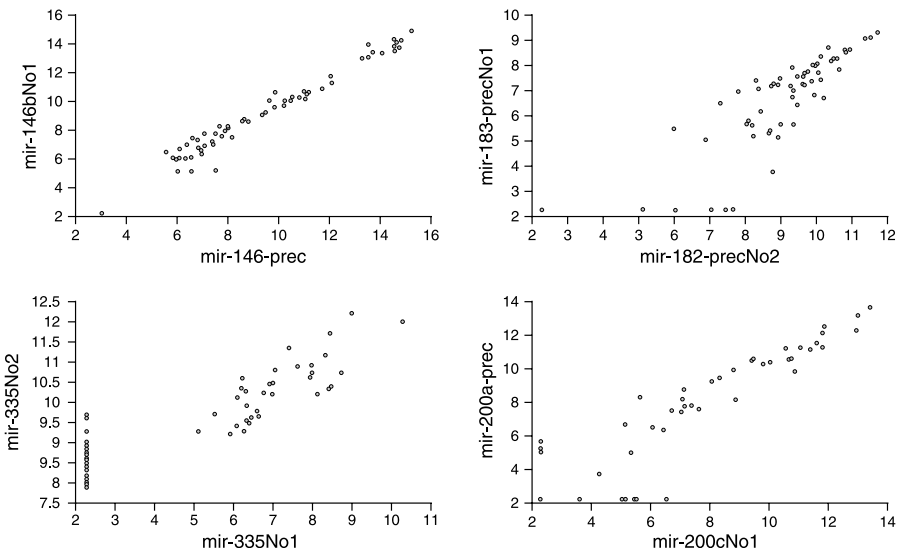 16
14
12
10
8
6
4
2
mir-146bNo1
2 4 6 8 10 12 14 16
mir-146-prec
10
9
8
7
6
5
4
3
2
mir-183-precNo1
2 3 3 5 6 7 8 9 10 11 12
mir-182-precNo2
12.5
12
11.5
11
10.5
10
9.5
9
8.5
8
7.5
mir-335No2
2 3 4 5 6 7 8 9 10 11
mir-335No1
14
12
10
8
6
4
2
mir-200a-prec
2 4 6 8 10 12 14
mir-200cNo1